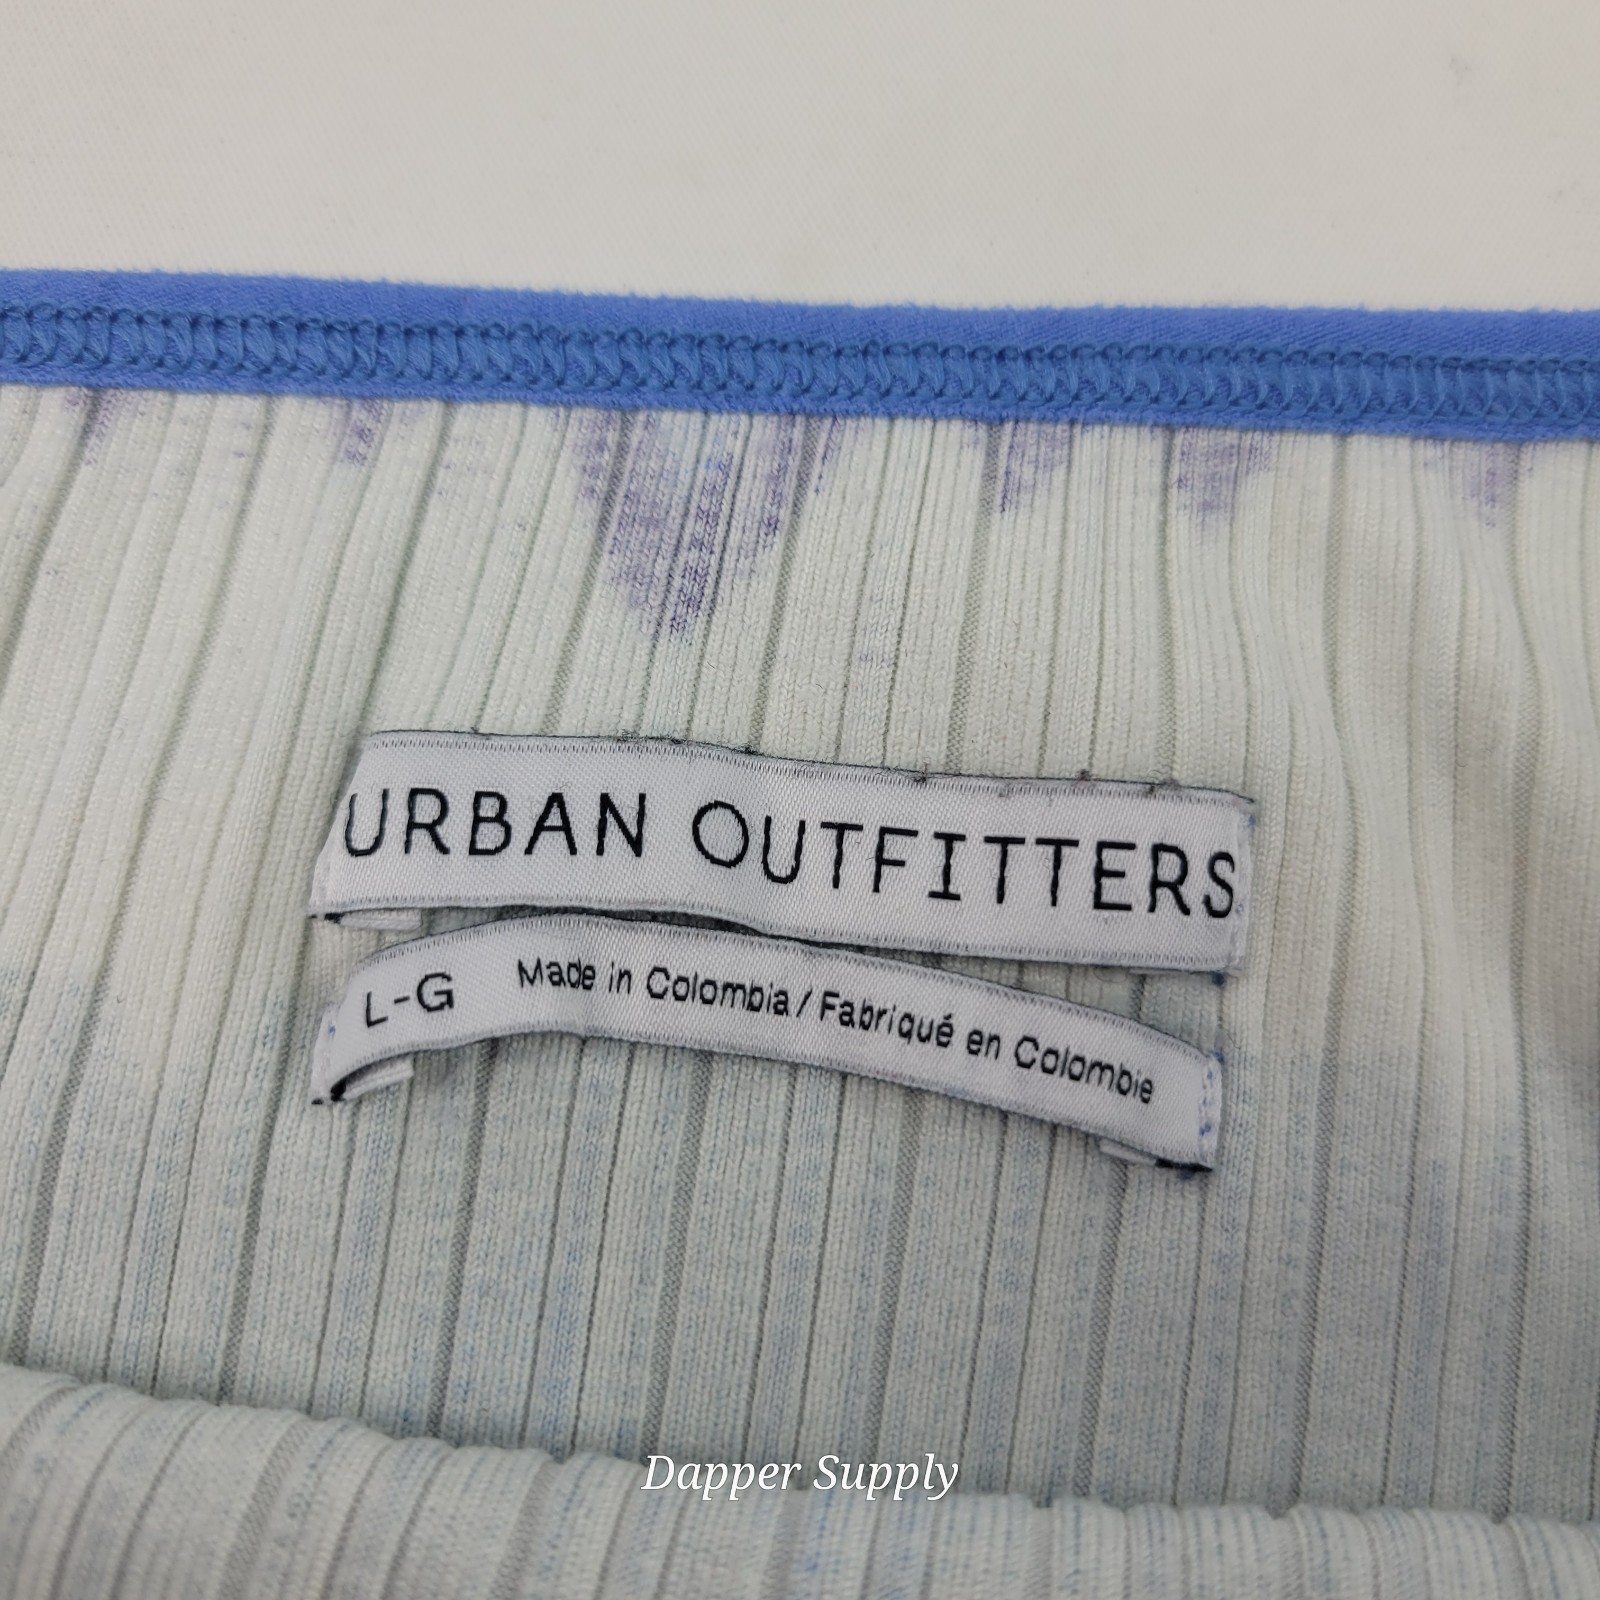 URBAN OUTFITTERS
L-G Made in Colombia / Fabriqué en Colombie
Dapper Supply